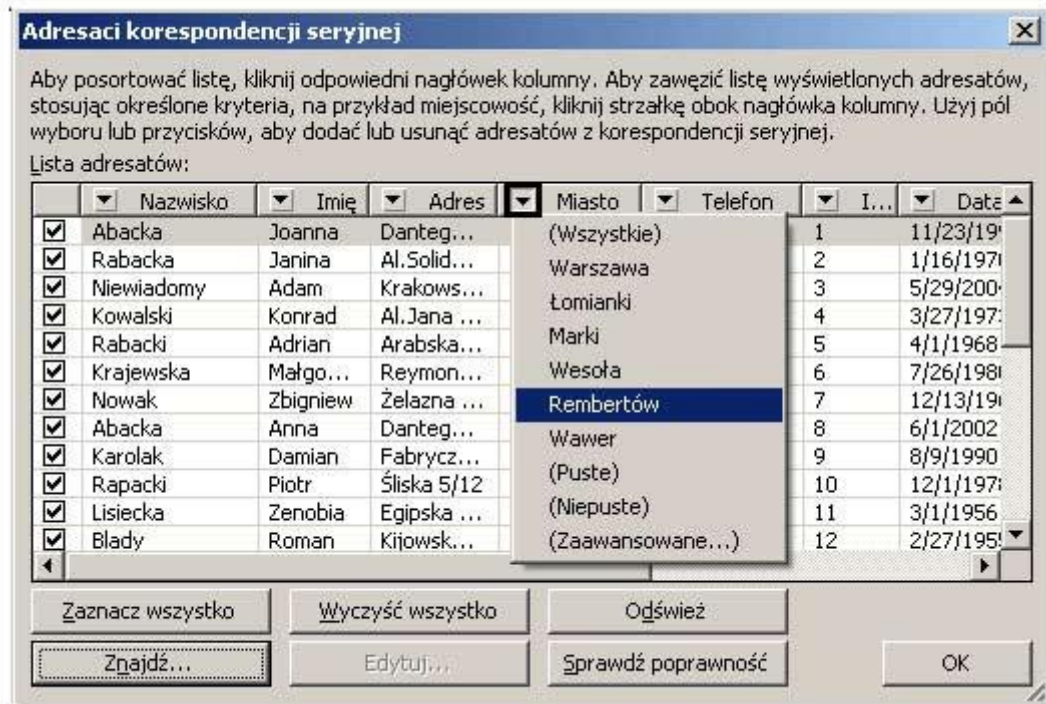 Adresaci korespondencji seryjnej
Aby posortować listę, kliknij odpowiedni nagłówek kolumny. Aby zawęzić listę wyświetlonych adresatów,
stosując określone kryteria, na przykład miejscowość, kliknij strzałkę obok nagłówka kolumny. Użyj pól
wyboru lub przycisków, aby dodać lub usunąć adresatów z korespondencji seryjnej.
Lista adresatów:
Nazwisko Imię Adres Miasto Telefon I... Data
Abacka Joanna Danteg... 1 11/23/19
Rabacka Janina Al.Solid... 2 1/16/197
Niewiadomy Adam Krakows... 3 5/29/200
Kowalski Konrad Al.Jana ... 4 3/27/197
Rabacki Adrian Arabska... 5 4/1/1968
Krajewska Małgo... Reymon... 6 7/26/198
Nowak Zbigniew Żelazna ... 7 12/13/19
Abacka Anna Danteg... 8 6/1/2002
Karolak Damian Fabrycz... 9 8/9/1990
Rapacki Piotr Śliska 5/12 10 12/1/197
Lisiecka Zenobia Egipska ... 11 3/1/1956
Blady Roman Kijowsk... 12 2/27/195
(Wszystkie)
Warszawa
Łomianki
Marki
Wesoła
Rembertów
Wawer
(Puste)
(Niepuste)
(Zaawansowane...)
Zaznacz wszystko Wyczyść wszystko Odśwież
Znajdź... Edytuj... Sprawdź poprawność OK